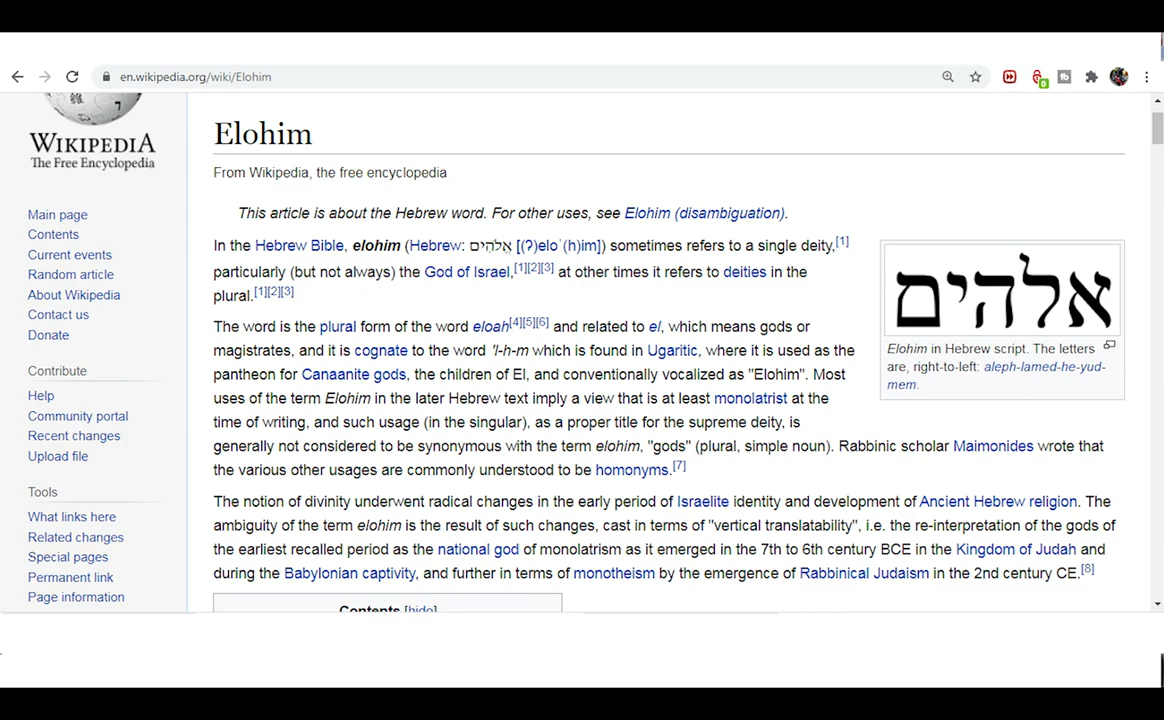 en.wikipedia.org/wiki/Elohim
0
WIKIPEDIA
The Free Encyclopedia
Main page
Contents
Current events
Random article
About Wikipedia
Contact us
Donate
Contribute
Help
Community portal
Recent changes
Upload file
Tools
What links here
Related changes
Special pages
Permanent link
Page information
Elohim
From Wikipedia, the free encyclopedia
This article is about the Hebrew word. For other uses, see Elohim (disambiguation).
In the Hebrew Bible, elohim (Hebrew: אֱלֹהִים [(ʔ)eloˈ(h)im]) sometimes refers to a single deity,[1]
particularly (but not always) the God of Israel,[1][2][3] at other times it refers to deities in the
plural.[1][2][3]
The word is the plural form of the word eloah[4][5][6] and related to el, which means gods or
magistrates, and it is cognate to the word 'l-h-m which is found in Ugaritic, where it is used as the
pantheon for Canaanite gods, the children of El, and conventionally vocalized as "Elohim". Most
uses of the term Elohim in the later Hebrew text imply a view that is at least monolatrist at the
time of writing, and such usage (in the singular), as a proper title for the supreme deity, is
generally not considered to be synonymous with the term elohim, "gods" (plural, simple noun). Rabbinic scholar Maimonides wrote that
the various other usages are commonly understood to be homonyms.[7]
The notion of divinity underwent radical changes in the early period of Israelite identity and development of Ancient Hebrew religion. The
ambiguity of the term elohim is the result of such changes, cast in terms of "vertical translatability", i.e. the re-interpretation of the gods of
the earliest recalled period as the national god of monolatrism as it emerged in the 7th to 6th century BCE in the Kingdom of Judah and
during the Babylonian captivity, and further in terms of monotheism by the emergence of Rabbinical Judaism in the 2nd century CE.[8]
Contents [hide]
אלהים
Elohim in Hebrew script. The letters
are, right-to-left: aleph-lamed-he-yud-
mem.